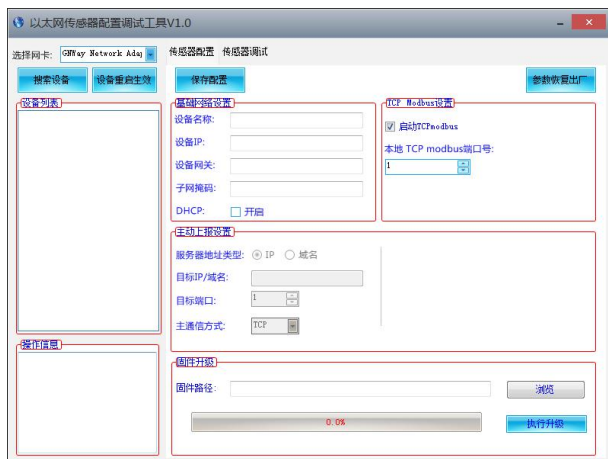 以太网传感器配置调试工具V1.0
选择网卡: GNWay Network Adap 传感器配置 传感器调试
搜索设备 设备重启生效 保存配置 参数恢复出厂
设备列表 基础网络设置 TCP Modbus设置
设备名称: 启动TCPmodbus
设备IP: 本地 TCP modbus端口号:
设备网关: 1
子网掩码:
DHCP: 开启
主动上报设置
服务器地址类型: IP 域名
目标IP/域名:
目标端口: 1
主通信方式: TCP
操作信息
固件升级
固件路径: 浏览
0.0% 执行升级